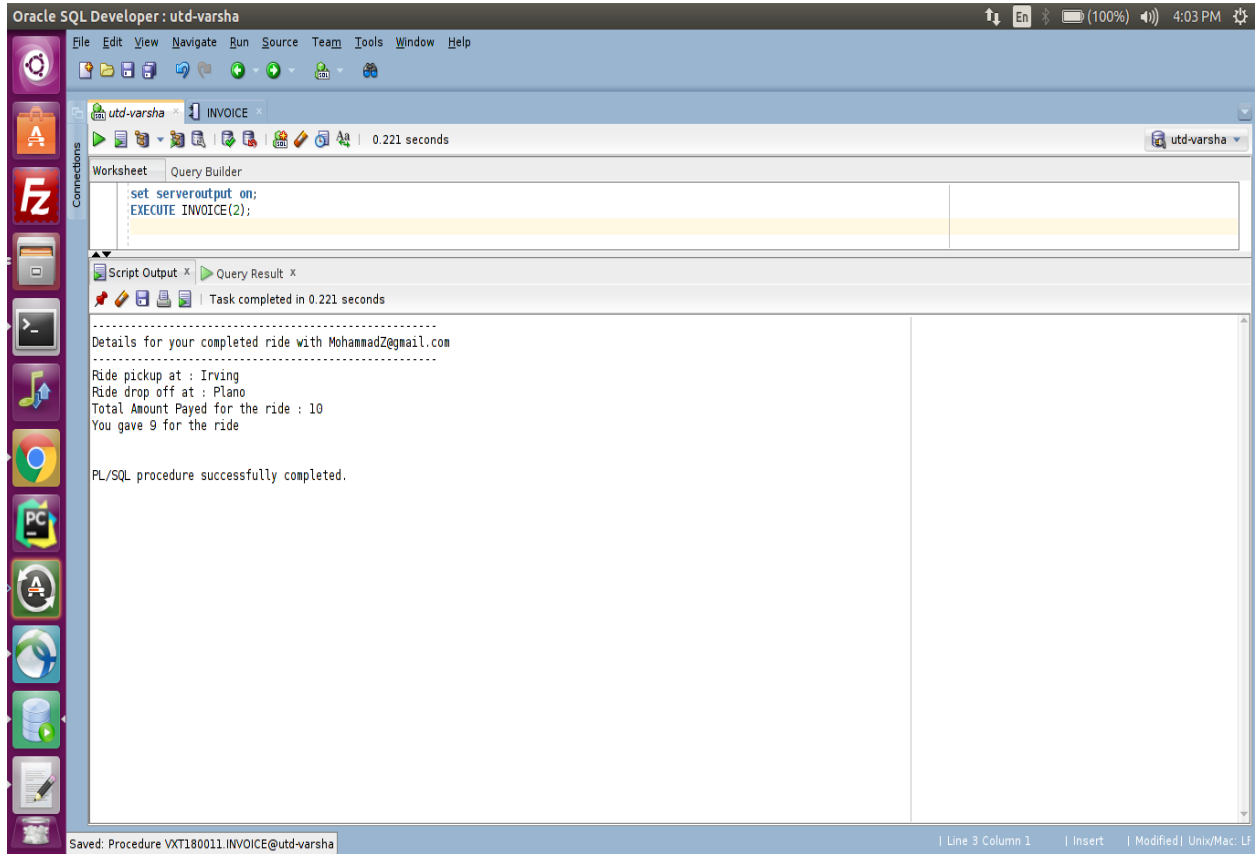 Oracle SQL Developer : utd-varsha
En
(100%)
4:03 PM
File Edit View Navigate Run Source Team Tools Window Help
SQL
utd-varsha × INVOICE ×
0.221 seconds
utd-varsha
Connections
Worksheet Query Builder
set serveroutput on;
EXECUTE INVOICE(2);
Script Output × Query Result ×
Task completed in 0.221 seconds
------------------------------------------------------
Details for your completed ride with MohammadZ@gmail.com
------------------------------------------------------
Ride pickup at : Irving
Ride drop off at : Plano
Total Amount Payed for the ride : 10
You gave 9 for the ride
PL/SQL procedure successfully completed.
Fz
PC
Saved: Procedure VXT180011.INVOICE@utd-varsha
| Line 3 Column 1 | Insert | Modified | Unix/Mac: LF